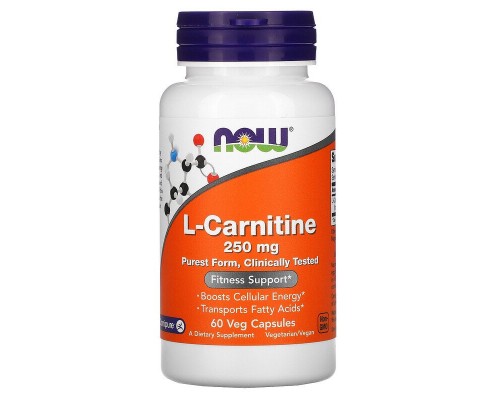 NOW®
L-Carnitine
250 mg
Purest Form, Clinically Tested
Fitness Support*
• Boosts Cellular Energy*
• Transports Fatty Acids*
60 Veg Capsules
A Dietary Supplement Vegetarian/Vegan